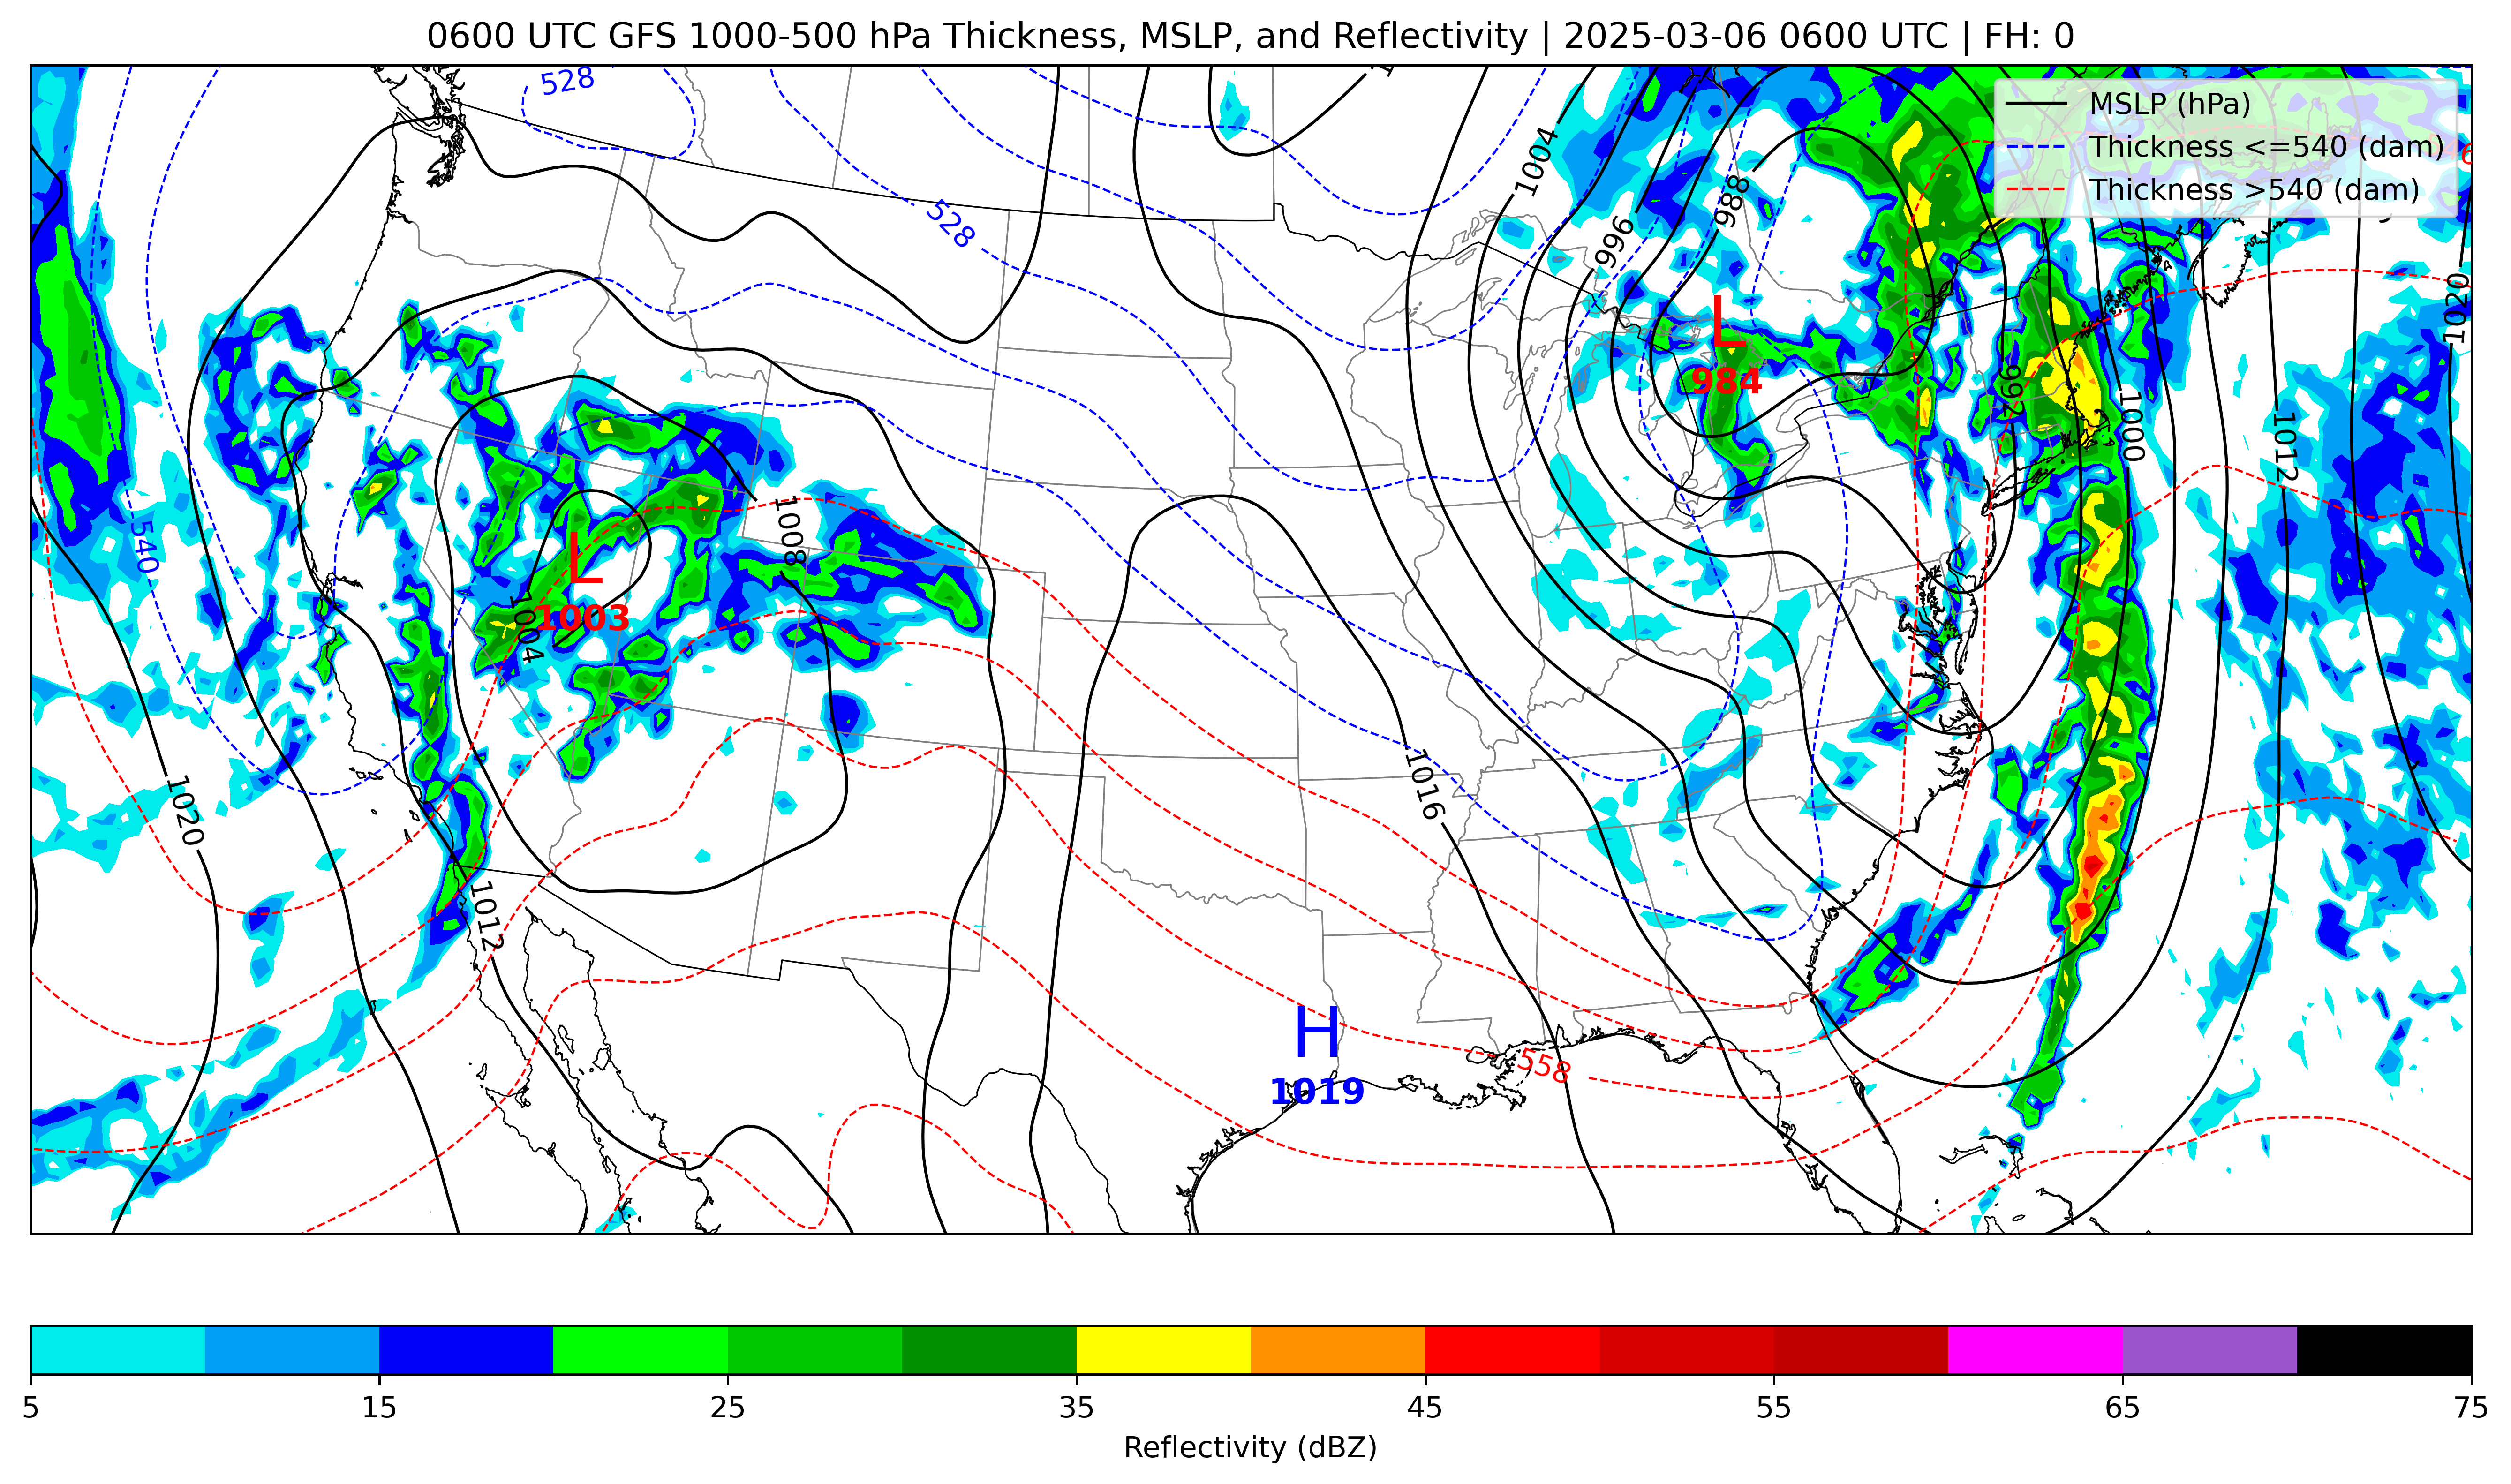 0600 UTC GFS 1000-500 hPa Thickness, MSLP, and Reflectivity | 2025-03-06 0600 UTC | FH: 0
MSLP (hPa)
Thickness <=540 (dam)
Thickness >540 (dam)
528
1004
988
528
996
1020
L
984
992
1000
1012
1008
540
L
1003
1004
1020
1016
1012
H
1019
558
5 15 25 35 45 55 65 75
Reflectivity (dBZ)